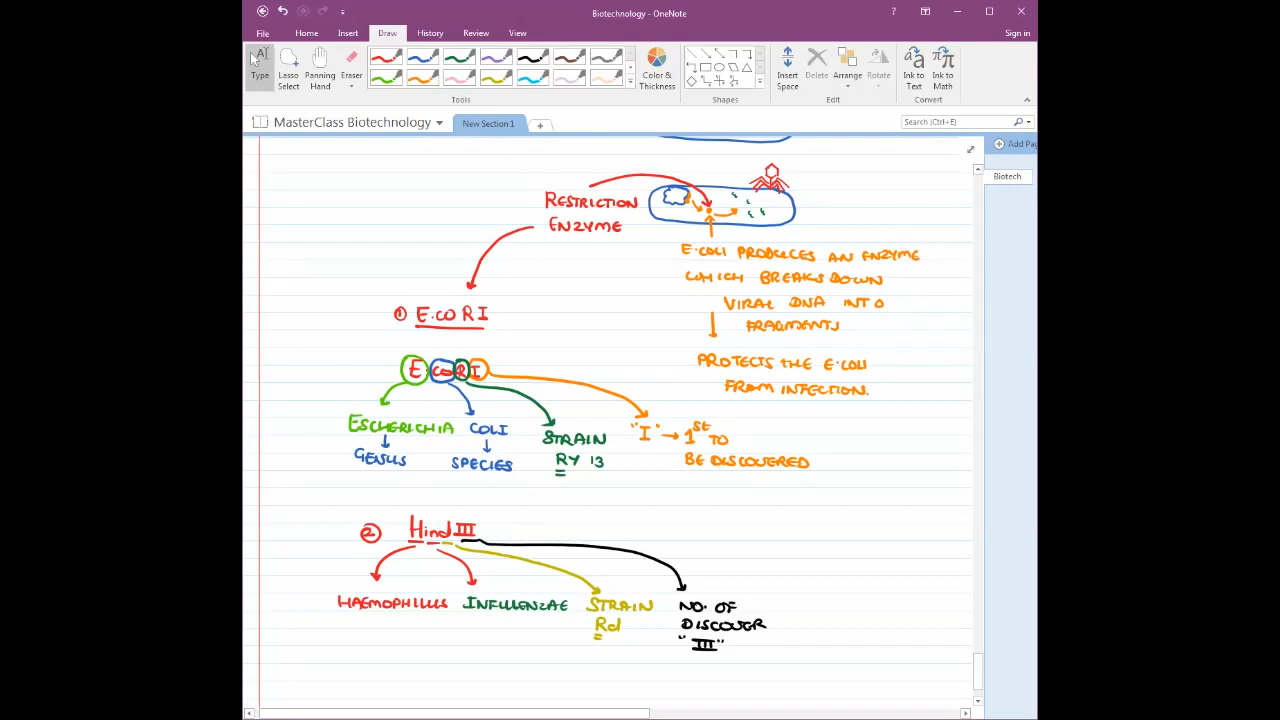 Biotechnology - OneNote
?
File
Home
Insert
Draw
History
Review
View
Sign in
Type
Lasso Select
Panning Hand
Eraser
Color & Thickness
Insert Space
Delete
Arrange
Rotate
Ink to Text
Ink to Math
Tools
Shapes
Edit
Convert
MasterClass Biotechnology
New Section 1
Search (Ctrl+E)
Add Pag
Biotech
RESTRICTION
ENZYME
E.COLI PRODUCES AN ENZYME
WHICH BREAKS DOWN
VIRAL DNA INTO
FRAGMENTS
PROTECTS THE E.COLI
FROM INFECTION.
① E.CO R I
E CO R I
ESCHERICHIA
GENUS
COLI
SPECIES
STRAIN
RY 13
"I" → 1ST TO
BE DISCOVERED
② Hind III
HAEMOPHILUS
INFLUENZAE
STRAIN
Rd
NO. OF
DISCOVER
"III"